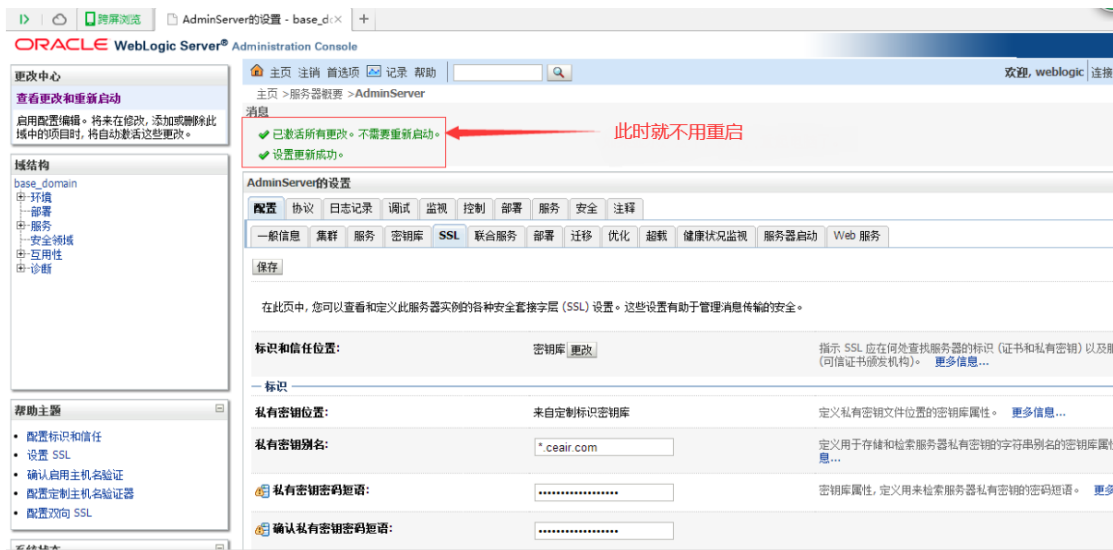 跨屏浏览
AdminServer的设置 - base_d
ORACLE WebLogic Server® Administration Console
更改中心
查看更改和重新启动
启用配置编辑。将来在修改, 添加或删除此
域中的项目时, 将自动激活这些更改。
域结构
base_domain
环境
部署
服务
安全领域
互用性
诊断
帮助主题
配置标识和信任
设置 SSL
确认启用主机名验证
配置定制主机名验证器
配置双向 SSL
系统状态
主页 注销 首选项 记录 帮助
欢迎, weblogic 连接
主页 >服务器概要 >AdminServer
消息
已激活所有更改。不需要重新启动。
设置更新成功。
此时就不用重启
AdminServer的设置
配置 协议 日志记录 调试 监视 控制 部署 服务 安全 注释
一般信息 集群 服务 密钥库 SSL 联合服务 部署 迁移 优化 超载 健康状况监视 服务器启动 Web 服务
保存
在此页中, 您可以查看和定义此服务器实例的各种安全套接字层 (SSL) 设置。这些设置有助于管理消息传输的安全。
标识和信任位置:
密钥库 更改
指示 SSL 应在何处查找服务器的标识 (证书和私有密钥) 以及服
(可信证书颁发机构)。 更多信息...
标识
私有密钥位置:
来自定制标识密钥库
定义私有密钥文件位置的密钥库属性。 更多信息...
私有密钥别名:
*.ceair.com
定义用于存储和检索服务器私有密钥的字符串别名的密钥库属性
息...
私有密钥密码短语:
••••••••••••••••••
密钥库属性, 定义用来检索服务器私有密钥的密码短语。 更多
确认私有密钥密码短语:
••••••••••••••••••